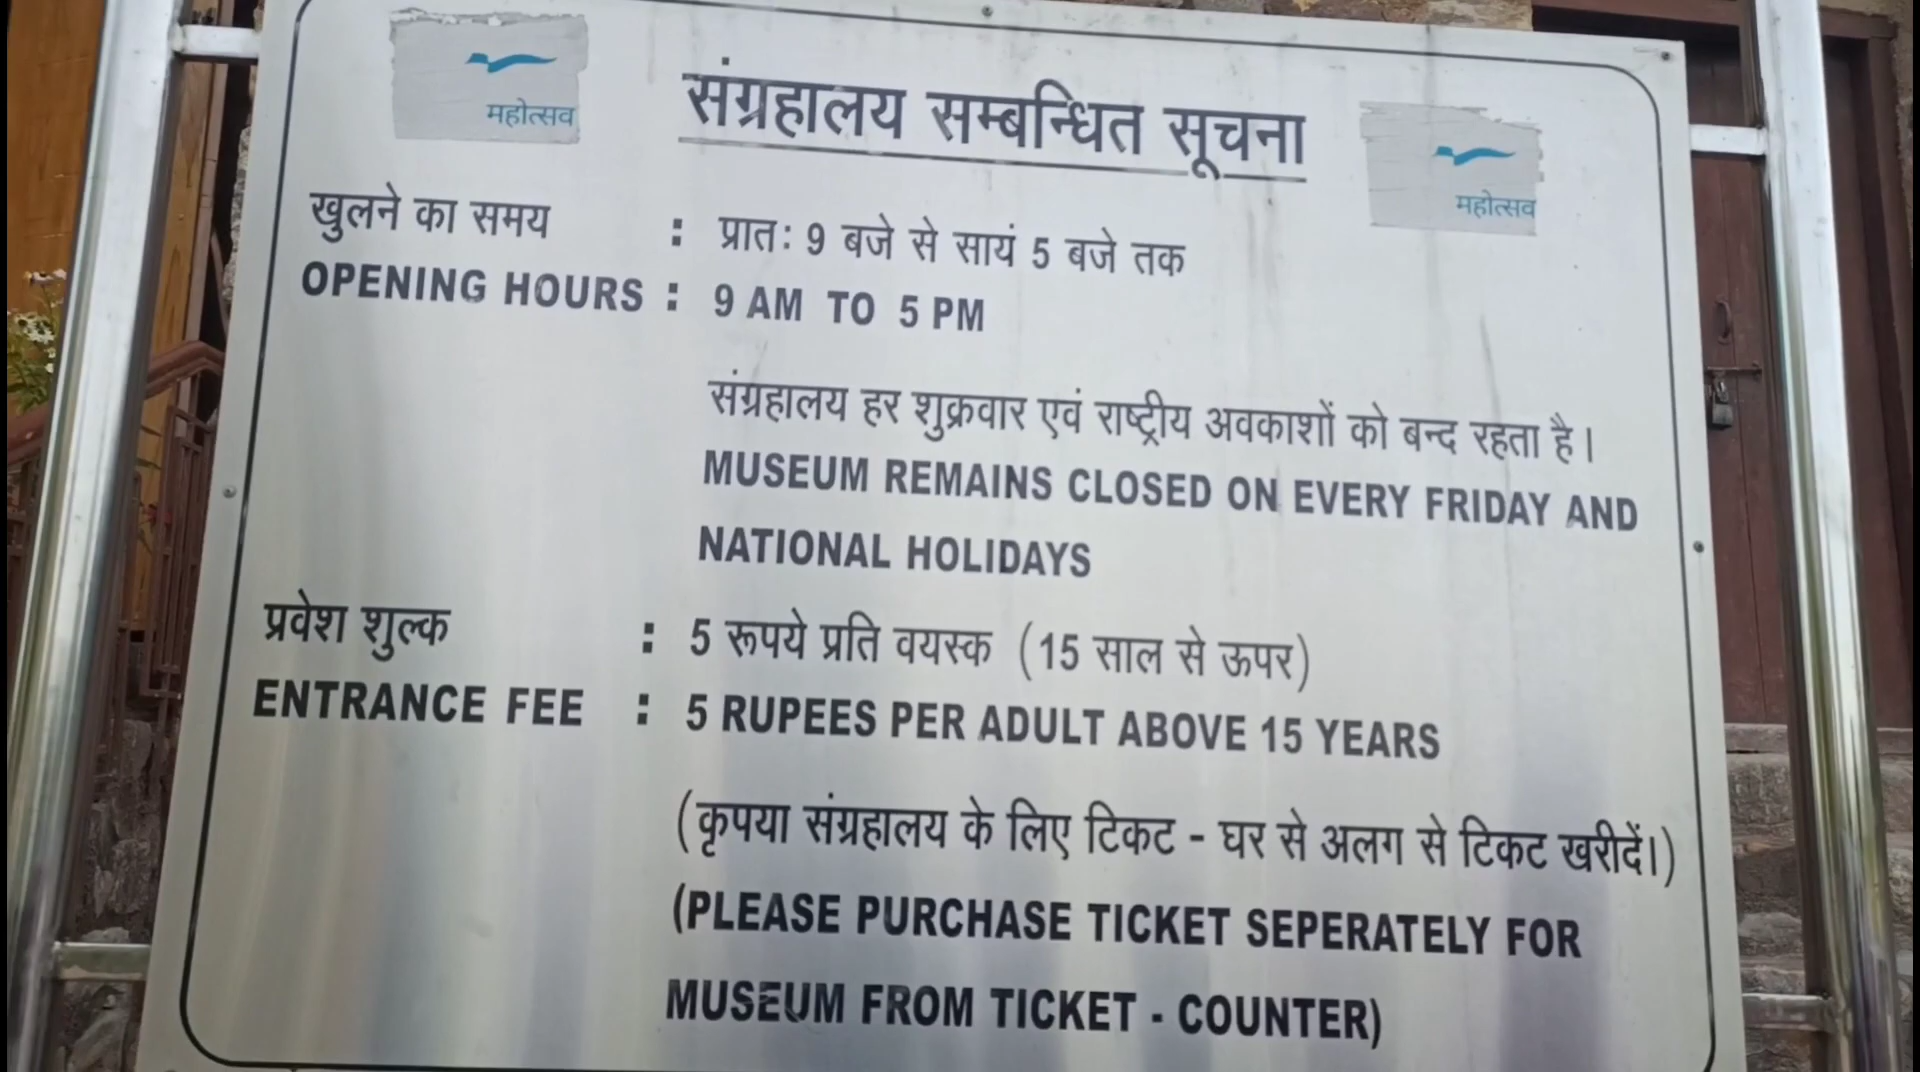 महोत्सव
संग्रहालय सम्बन्धित सूचना
महोत्सव
खुलने का समय : प्रातः 9 बजे से सायं 5 बजे तक
OPENING HOURS : 9 AM TO 5 PM
संग्रहालय हर शुक्रवार एवं राष्ट्रीय अवकाशों को बन्द रहता है।
MUSEUM REMAINS CLOSED ON EVERY FRIDAY AND
NATIONAL HOLIDAYS
प्रवेश शुल्क : 5 रूपये प्रति वयस्क (15 साल से ऊपर)
ENTRANCE FEE : 5 RUPEES PER ADULT ABOVE 15 YEARS
(कृपया संग्रहालय के लिए टिकट - घर से अलग से टिकट खरीदें।)
(PLEASE PURCHASE TICKET SEPERATELY FOR
MUSEUM FROM TICKET - COUNTER)